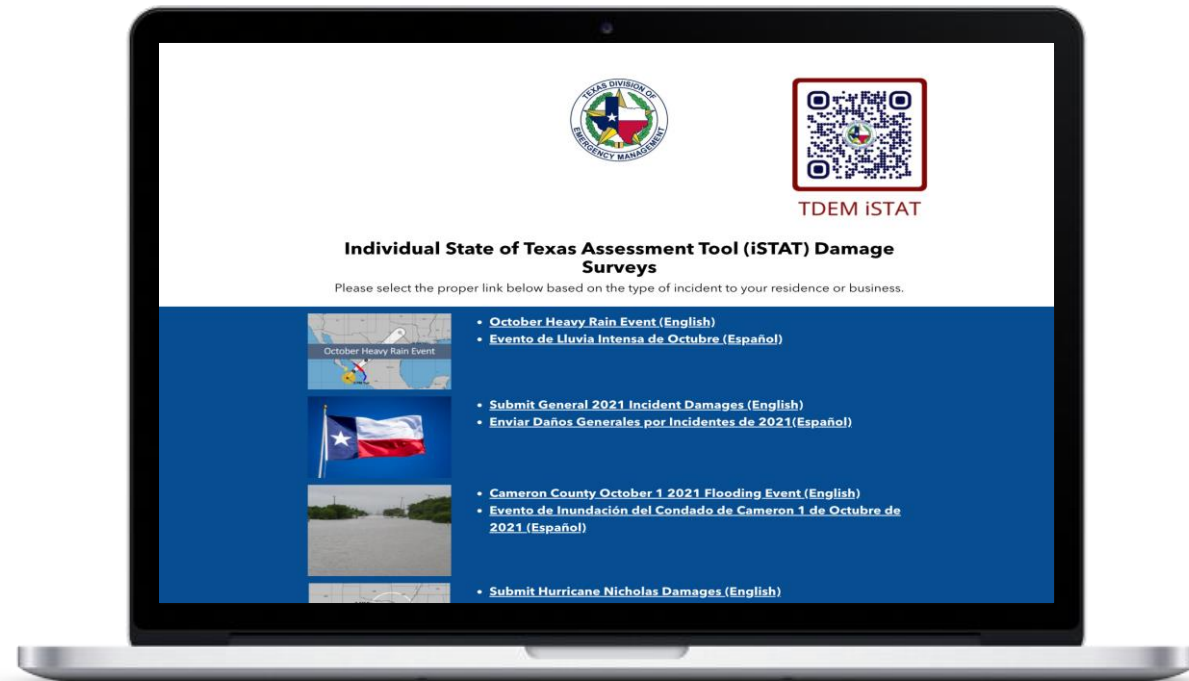 TEXAS DIVISION OF
EMERGENCY MANAGEMENT
TDEM iSTAT
Individual State of Texas Assessment Tool (iSTAT) Damage
Surveys
Please select the proper link below based on the type of incident to your residence or business.
October Heavy Rain Event
• October Heavy Rain Event (English)
• Evento de Lluvia Intensa de Octubre (Español)
• Submit General 2021 Incident Damages (English)
• Enviar Daños Generales por Incidentes de 2021(Español)
• Cameron County October 1 2021 Flooding Event (English)
• Evento de Inundación del Condado de Cameron 1 de Octubre de
2021 (Español)
• Submit Hurricane Nicholas Damages (English)